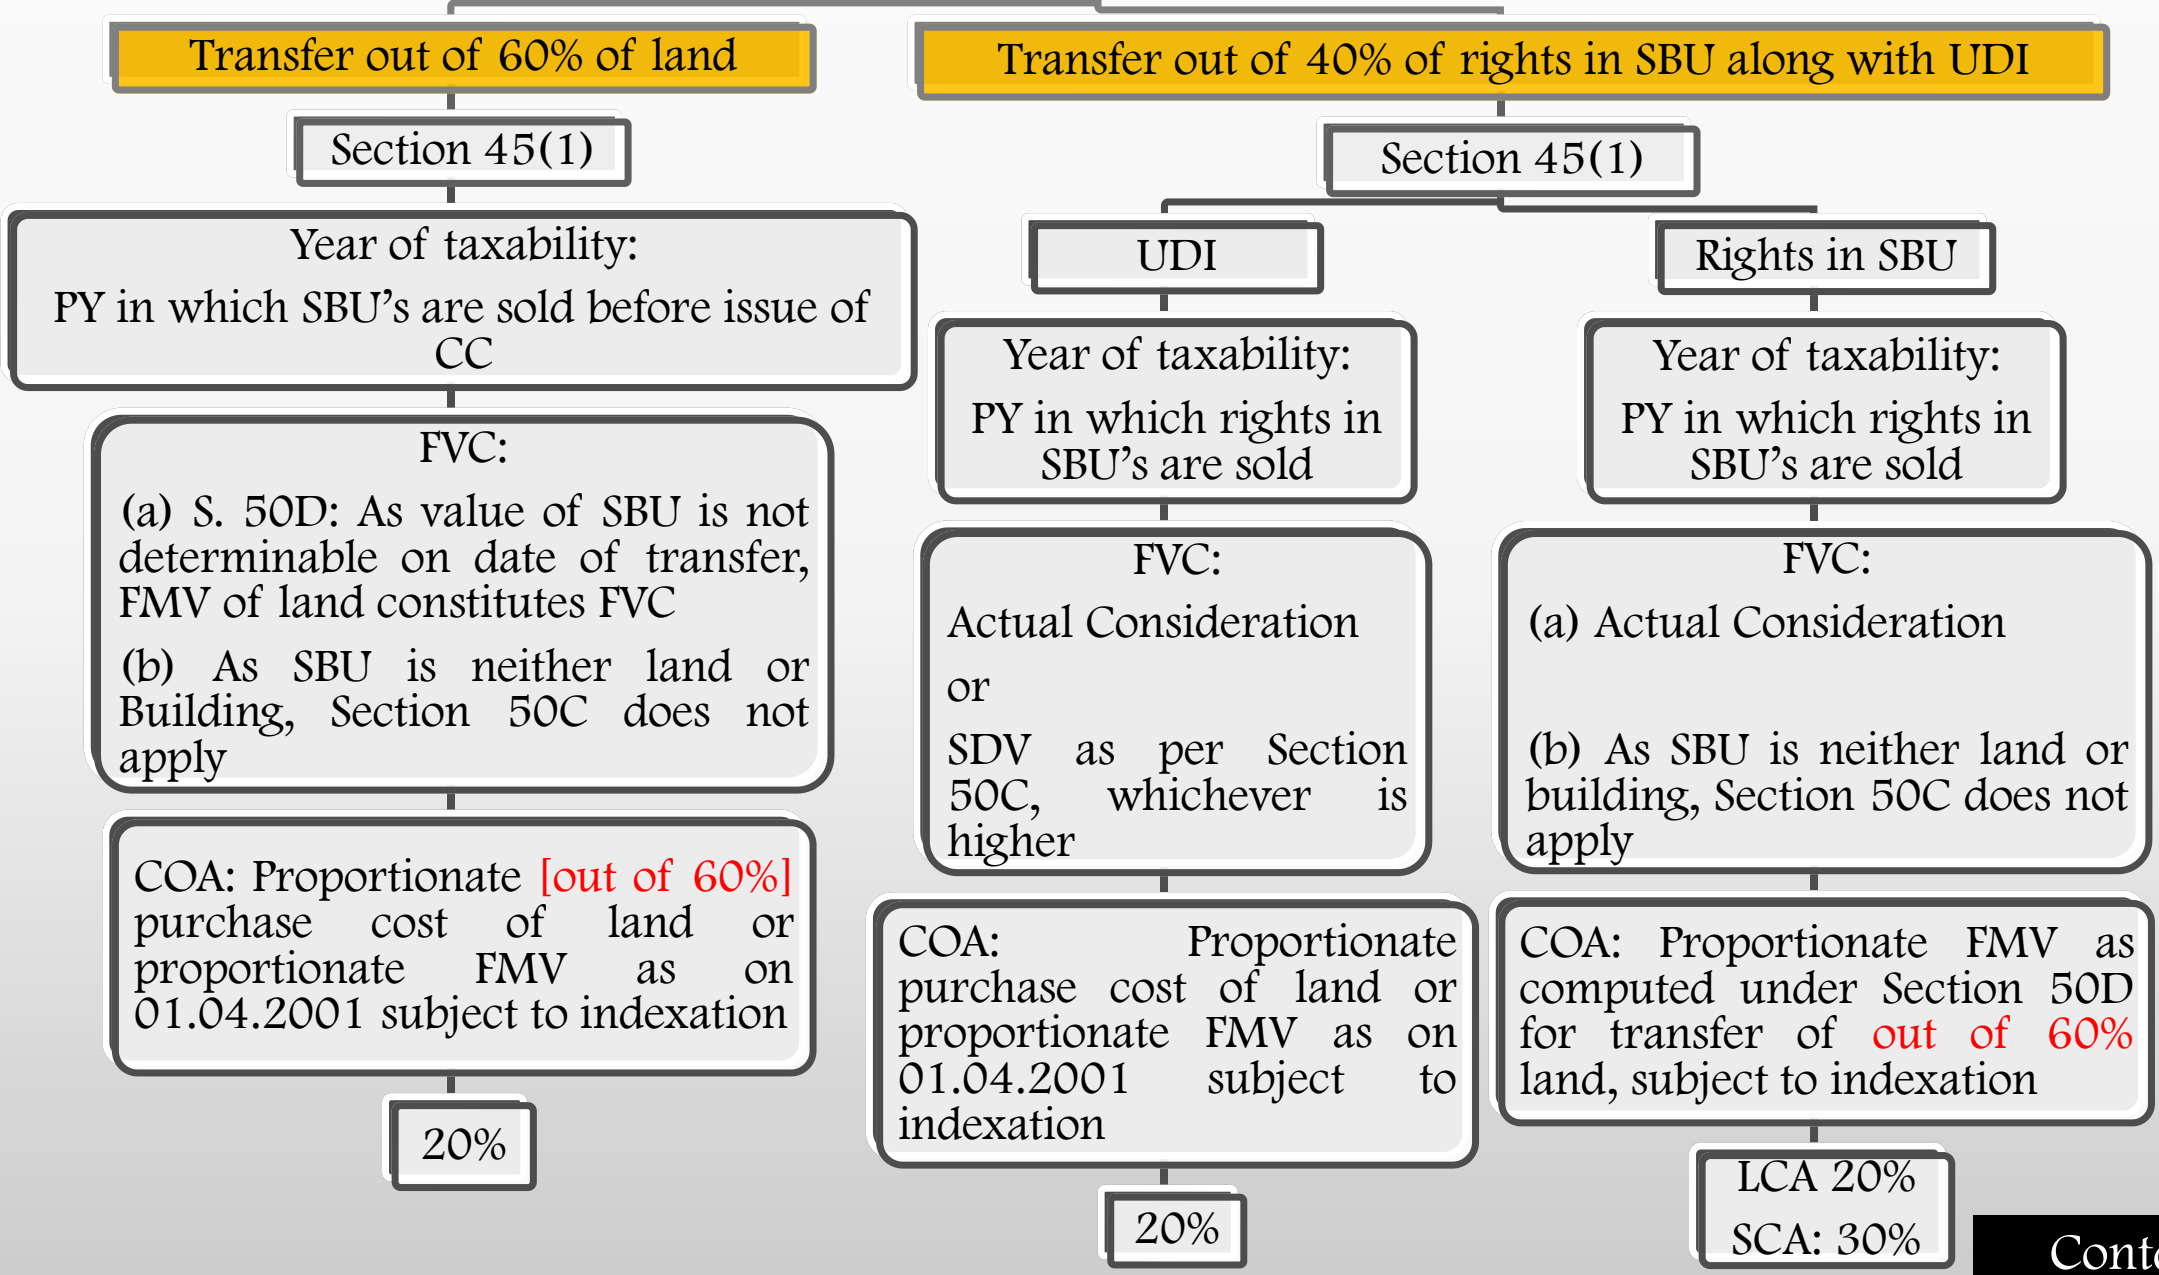 Transfer out of 60% of land
Section 45(1)
Year of taxability:
PY in which SBU's are sold before issue of
CC
FVC:
(a) S. 50D: As value of SBU is not
determinable on date of transfer,
FMV of land constitutes FVC
(b) As SBU is neither land or
Building, Section 50C does not
apply
COA: Proportionate [out of 60%]
purchase cost of land or
proportionate FMV as on
01.04.2001 subject to indexation
20%
Transfer out of 40% of rights in SBU along with UDI
Section 45(1)
UDI
Year of taxability:
PY in which rights in
SBU's are sold
FVC:
Actual Consideration
or
SDV as per Section
50C, whichever is
higher
COA: Proportionate
purchase cost of land or
proportionate FMV as on
01.04.2001 subject to
indexation
20%
Rights in SBU
Year of taxability:
PY in which rights in
SBU's are sold
FVC:
(a) Actual Consideration
(b) As SBU is neither land or
building, Section 50C does not
apply
COA: Proportionate FMV as
computed under Section 50D
for transfer of out of 60%
land, subject to indexation
LCA 20%
SCA: 30%